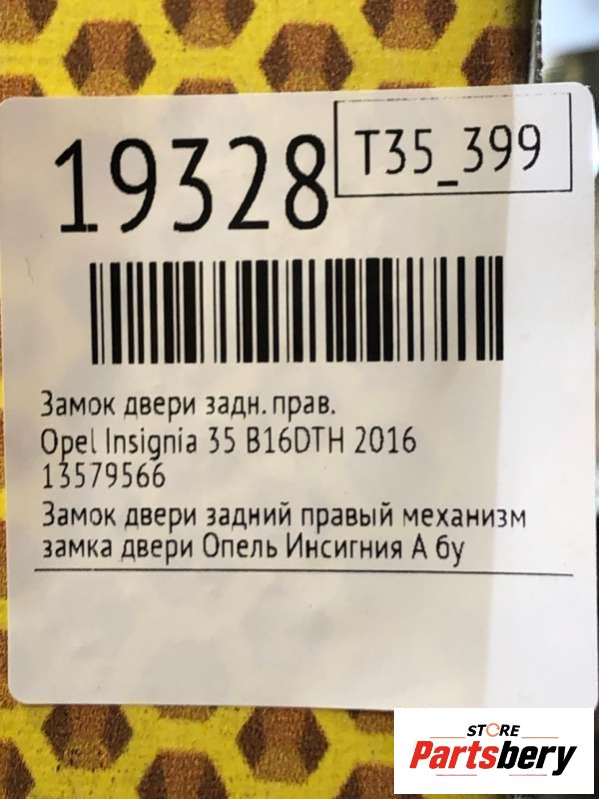 19328
T35_399
Замок двери задн. прав.
Opel Insignia 35 B16DTH 2016
13579566
Замок двери задний правый механизм
замка двери Опель Инсигния А бу
STORE
Partsbery